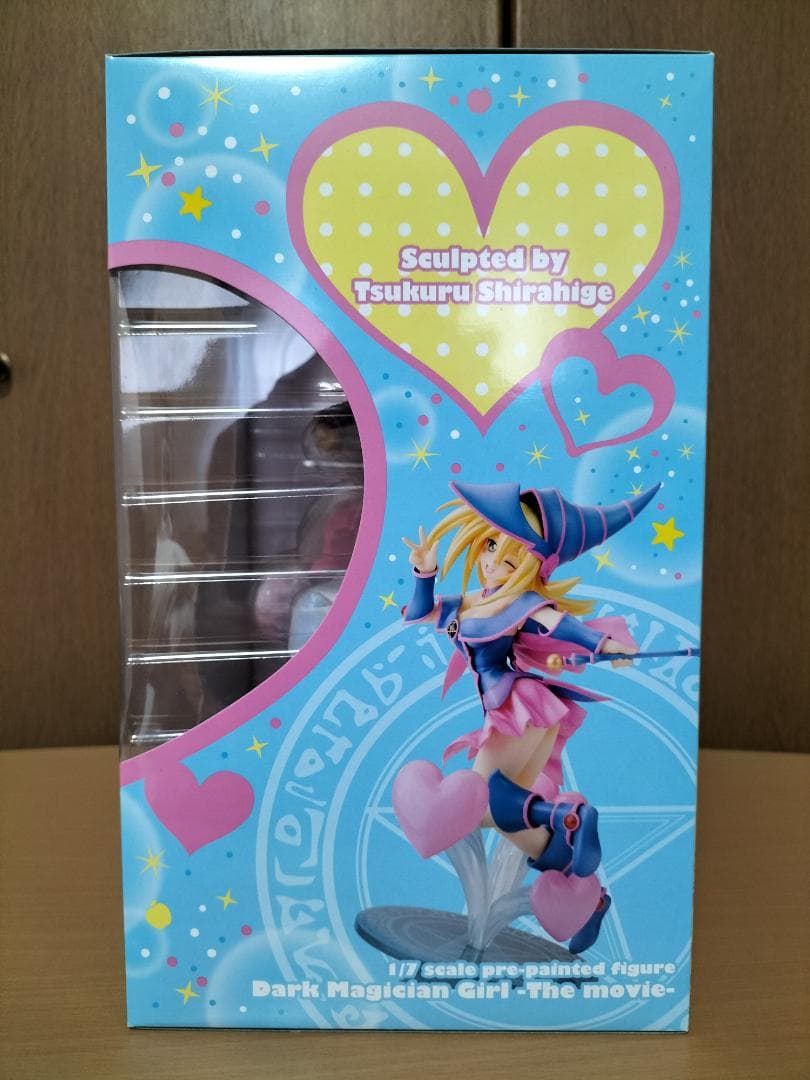 Sculpted by
Tsukuru Shirahige
1/7 scale pre-painted figure
Dark Magician Girl -The movie-